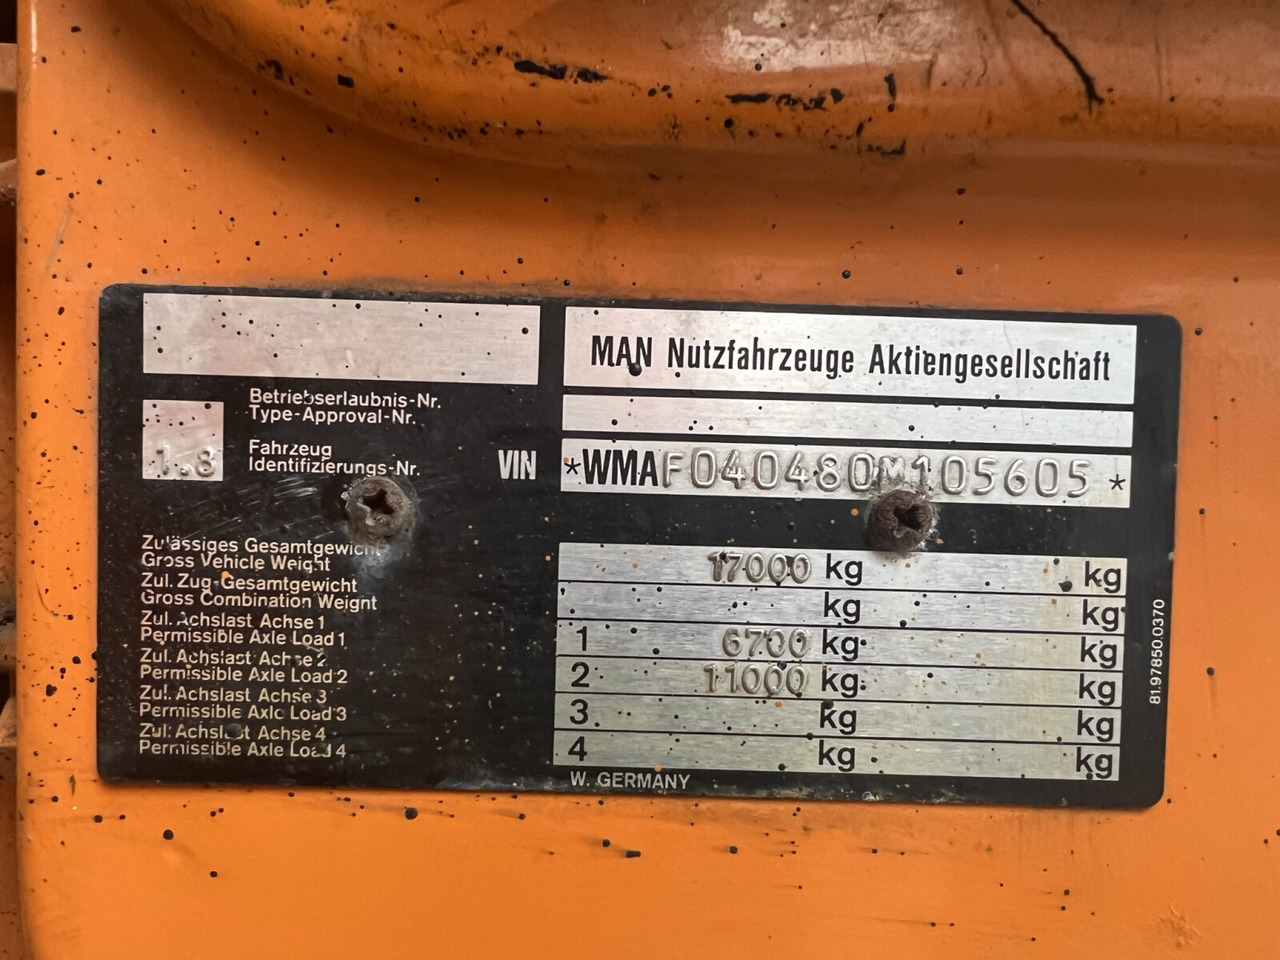 MAN Nutzfahrzeuge Aktiengesellschaft
Betriebserlaubnis-Nr.
Type-Approval-Nr.
1.8
Fahrzeug
Identifizierungs-Nr.
VIN *WMAF040480M105605*
Zulässiges Gesamtgewicht
Gross Vehicle Weight
17000 kg kg
Zul. Zug-Gesamtgewicht
Gross Combination Weight
kg kg
Zul. Achslast Achse 1
Permissible Axle Load 1
1 6700 kg kg
Zul. Achslast Achse 2
Permissible Axle Load 2
2 11000 kg kg
Zul. Achslast Achse 3
Permissible Axle Load 3
3 kg kg
Zul. Achslast Achse 4
Permissible Axle Load 4
4 kg kg
W. GERMANY
81.97850.0370